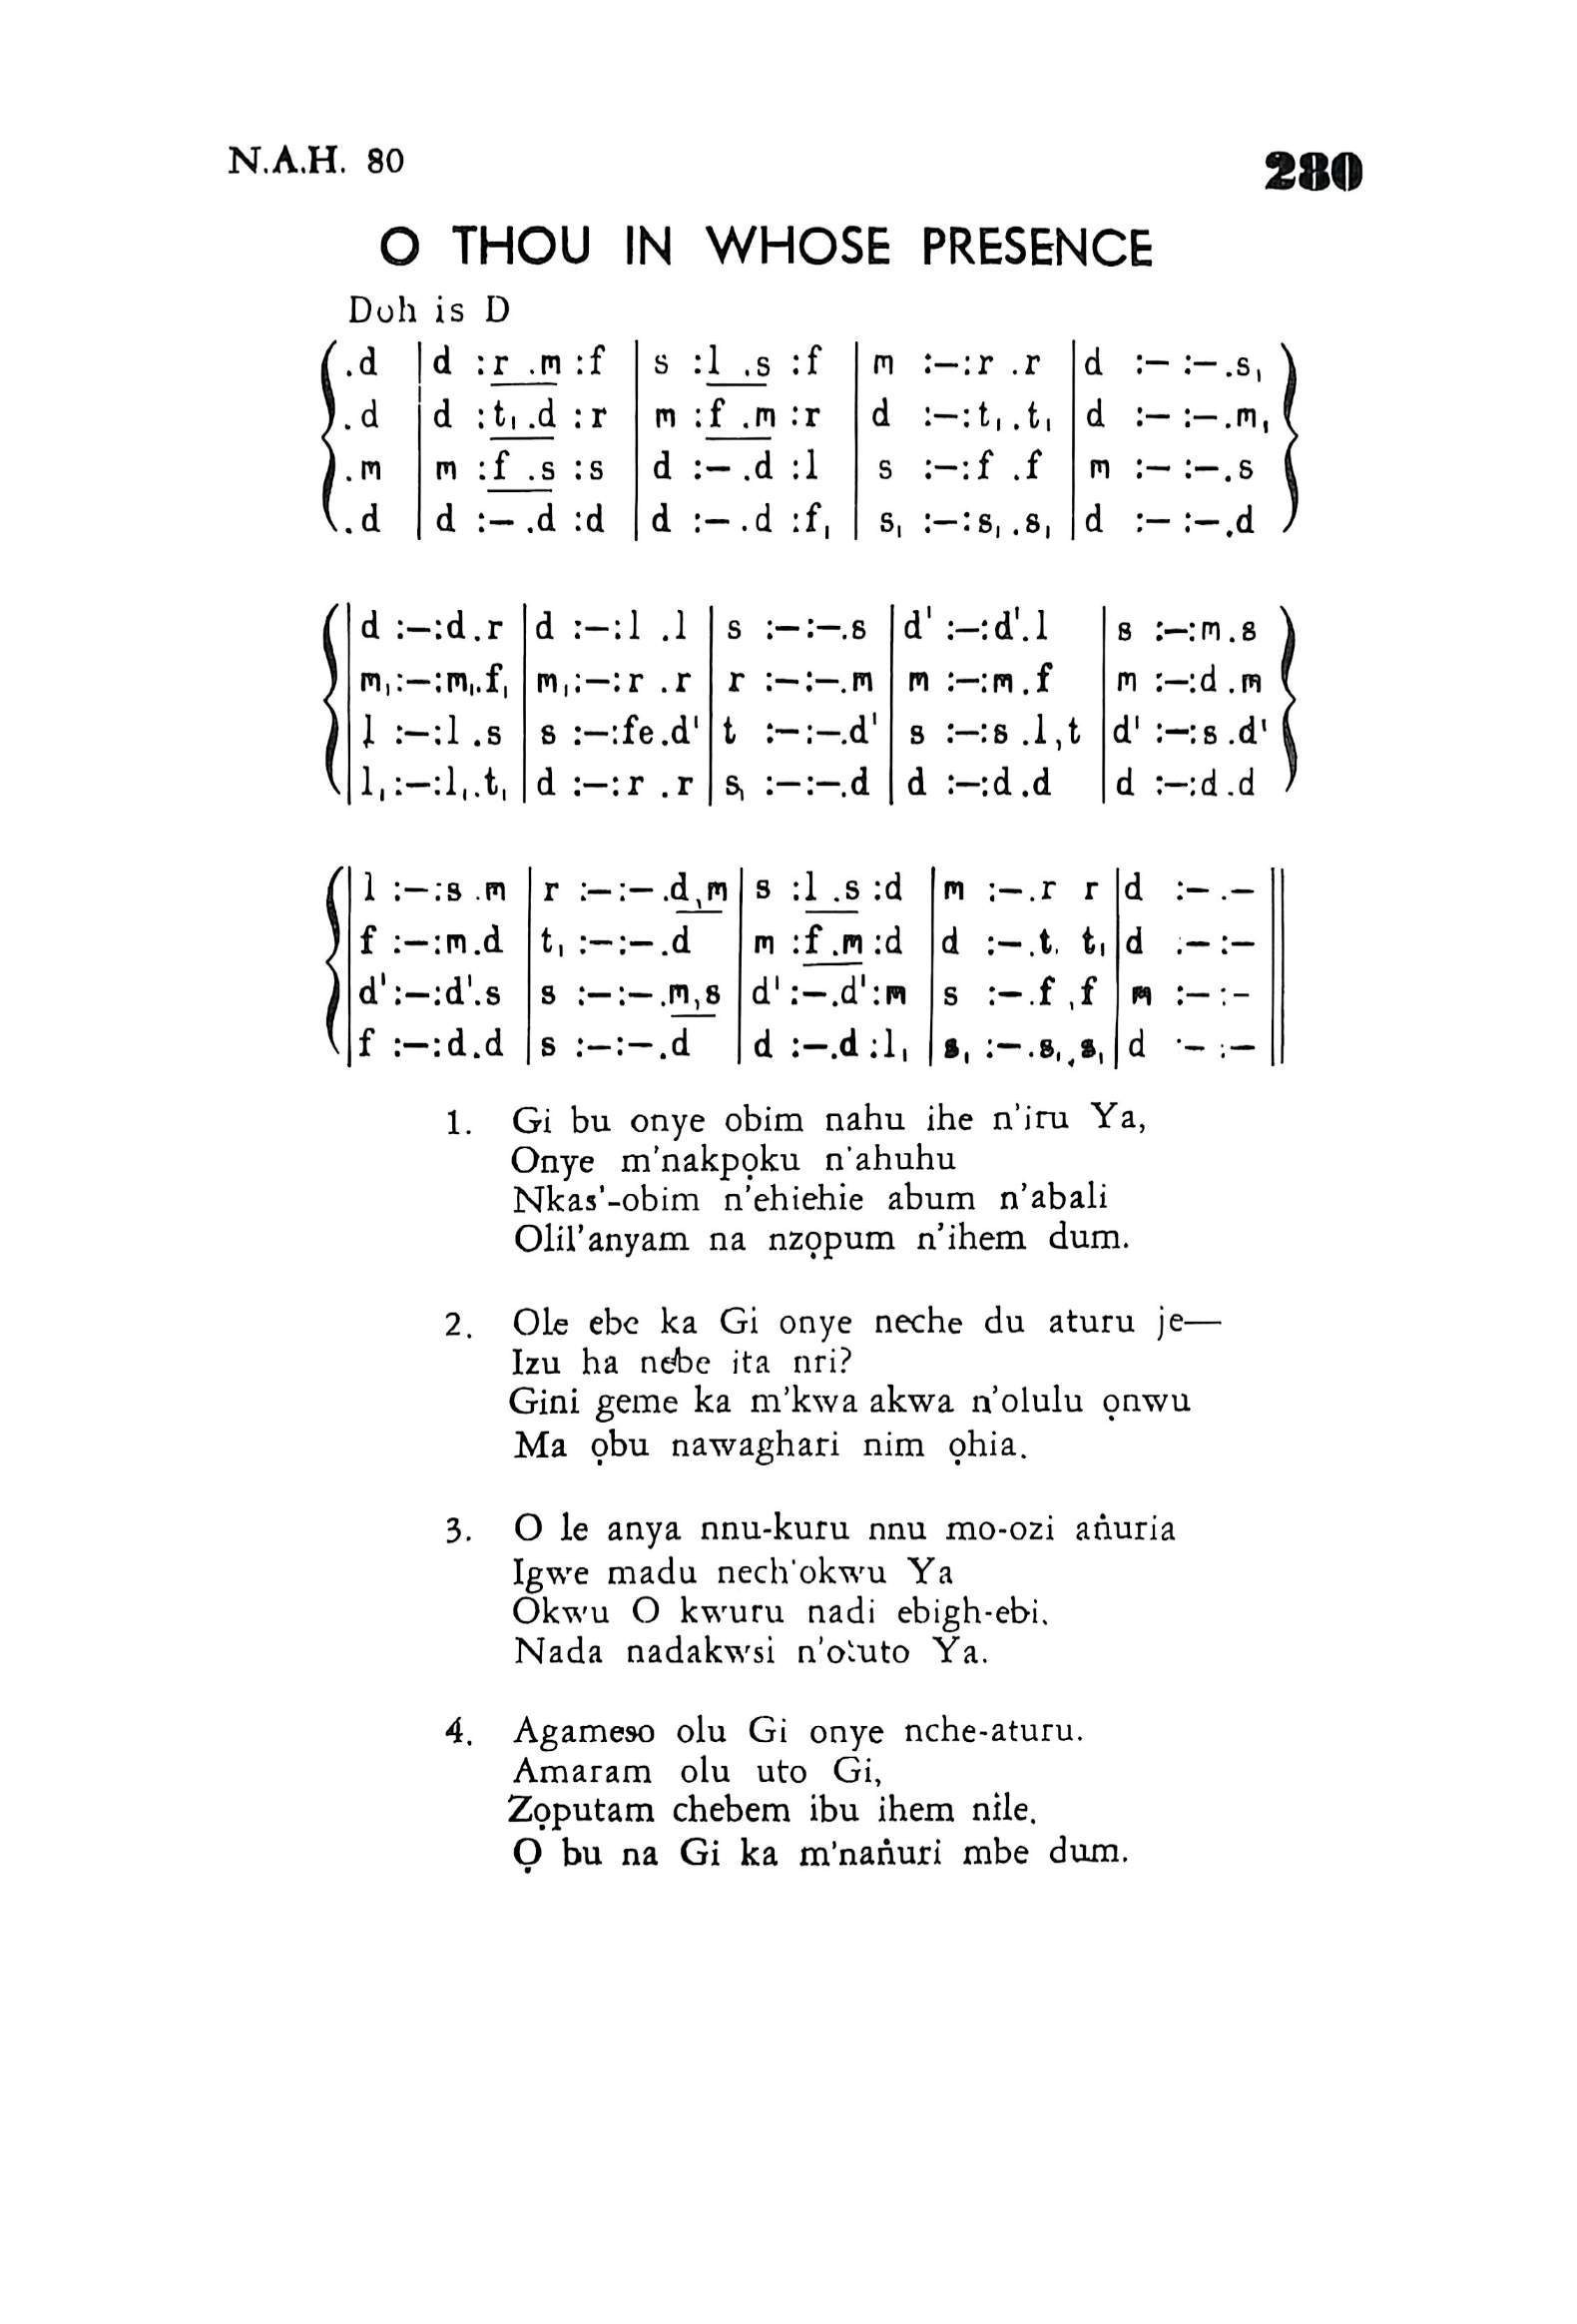 N.A.H. 80
280
O THOU IN WHOSE PRESENCE
Doh is D
.d | d :r .m :f | s :l .s :f | m :—:r .r | d :— :—.s,
.d | d :t, .d :r | m :f .m :r | d :—:t, .t, | d :— :—.m,
.m | m :f .s :s | d :— .d :l | s :—:f .f | m :— :—.s
.d | d :— .d :d | d :— .d :f, | s, :—:s, .s, | d :— :—.d
d :—:d.r | d :—:l .l | s :—:—.s | d' :—:d'.l | s :—:m.s
m,:—:m,.f, | m,:—:r .r | r :—:—.m | m :—:m.f | m :—:d .m
l :—:l .s | s :—:fe.d' | t :—:—.d' | s :—:s .l,t | d' :—:s .d'
l,:—:l,.t, | d :—:r .r | s, :—:—.d | d :—:d.d | d :—:d.d
l :—:s .m | r :—:—.d,m | s :l .s :d | m :—.r r | d :— .—
f :—:m.d | t, :—:—.d | m :f .m :d | d :—.t. t, | d :— :—
d':—:d'.s | s :—:—.m,s | d' :—.d':m | s :—.f ,f | m :— :-
f :—:d.d | s :—:—.d | d :—.d :l, | s, :—.s,,s, | d ·— :—
1. Gi bu onye obim nahu ihe n'iru Ya,
Onye m'nakpọku n'ahuhu
Nkas'-obim n'ehiehie abum n'abali
Olil'anyam na nzọpum n'ihem dum.
2. Ole ebe ka Gi onye neche du aturu je—
Izu ha nebe ita nri?
Gini geme ka m'kwa akwa n'olulu ọnwu
Ma ọbu nawaghari nim ọhia.
3. O le anya nnu-kuru nnu mo-ozi aṅuria
Igwe madu nech'okwu Ya
Okwu O kwuru nadi ebigh-ebi.
Nada nadakwsi n'otuto Ya.
4. Agameso olu Gi onye nche-aturu.
Amaram olu uto Gi,
Zọputam chebem ibu ihem nile.
Ọ bu na Gi ka m'naṅuri mbe dum.